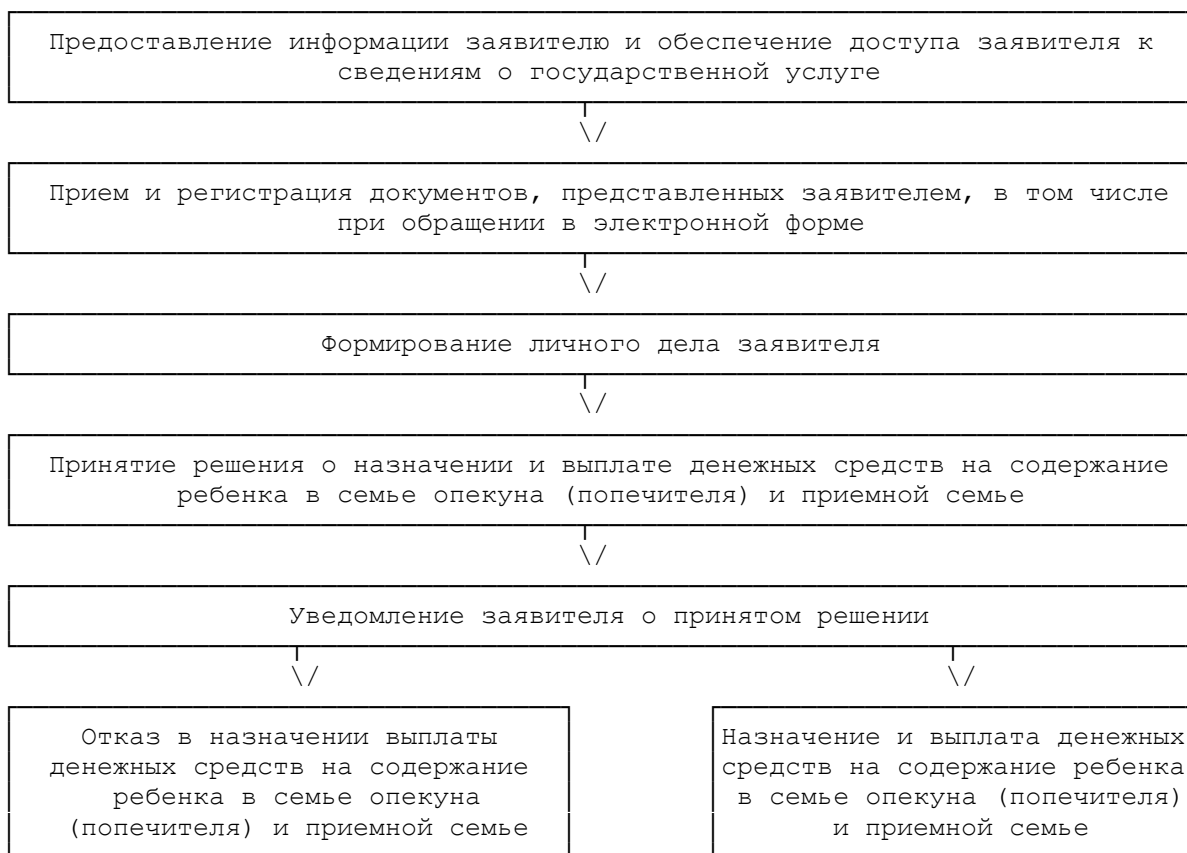 Предоставление информации заявителю и обеспечение доступа заявителя к
сведениям о государственной услуге
\/
Прием и регистрация документов, представленных заявителем, в том числе
при обращении в электронной форме
\/
Формирование личного дела заявителя
\/
Принятие решения о назначении и выплате денежных средств на содержание
ребенка в семье опекуна (попечителя) и приемной семье
\/
Уведомление заявителя о принятом решении
\/ \/
Отказ в назначении выплаты
денежных средств на содержание
ребенка в семье опекуна
(попечителя) и приемной семье
Назначение и выплата денежных
средств на содержание ребенка
в семье опекуна (попечителя)
и приемной семье